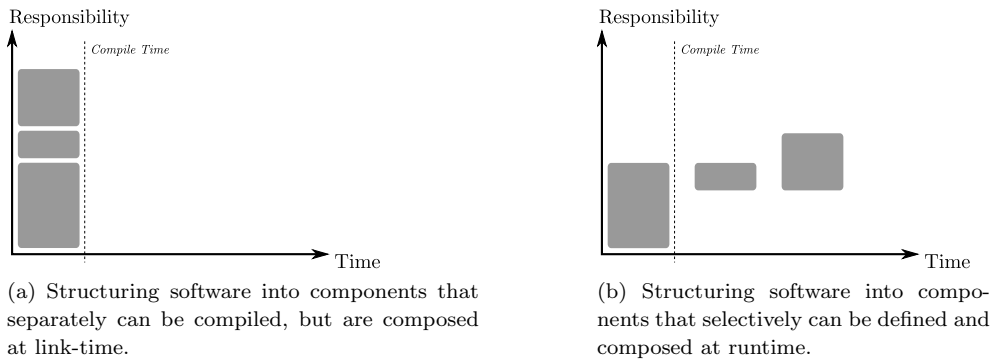 Responsibility
Compile Time
Time
(a) Structuring software into components that
separately can be compiled, but are composed
at link-time.
Responsibility
Compile Time
Time
(b) Structuring software into compo-
nents that selectively can be defined and
composed at runtime.